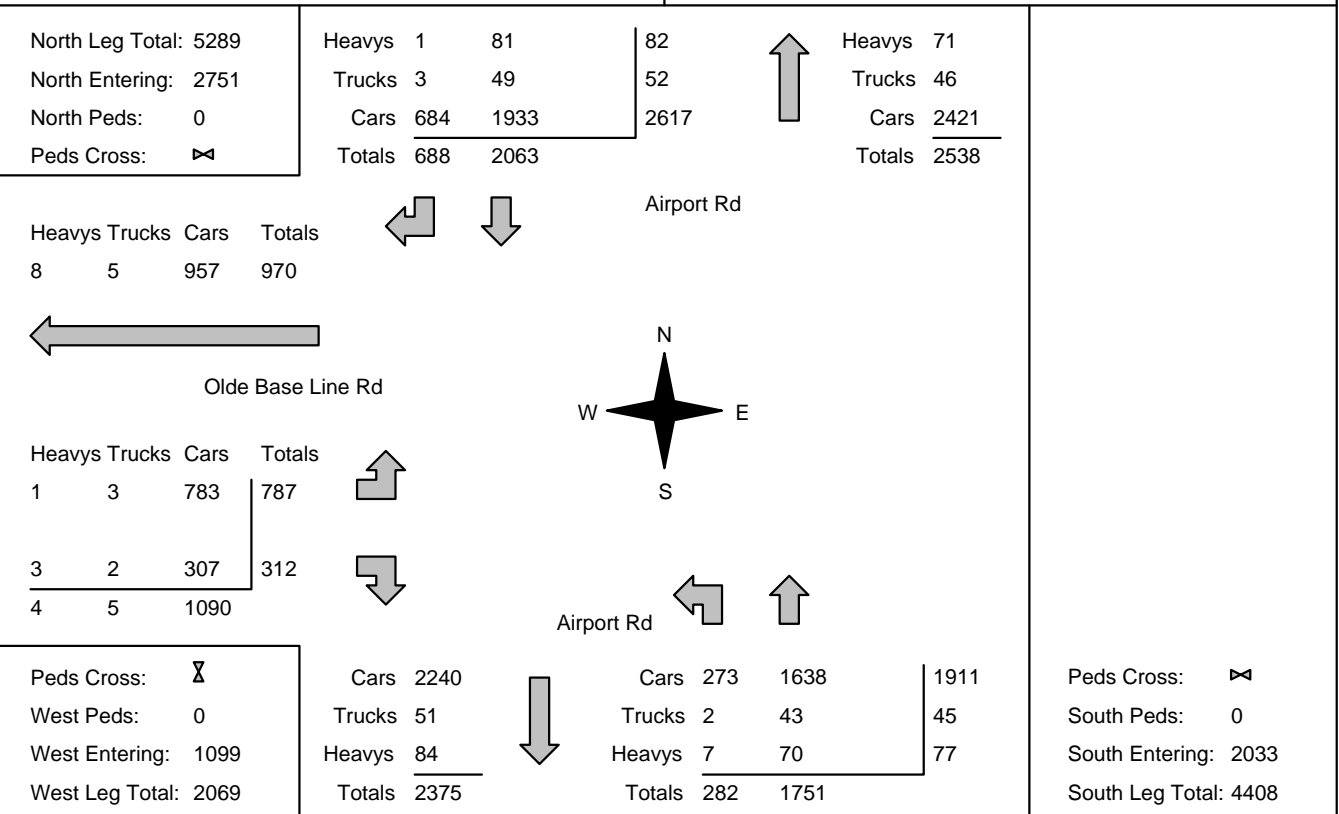 North Leg Total: 5289
North Entering: 2751
North Peds: 0
Peds Cross:
Heavys 1 81 82
Trucks 3 49 52
Cars 684 1933 2617
Totals 688 2063
Heavys 71
Trucks 46
Cars 2421
Totals 2538
Airport Rd
Heavys Trucks Cars Totals
8 5 957 970
Olde Base Line Rd
N
W E
S
Heavys Trucks Cars Totals
1 3 783 787
3 2 307 312
4 5 1090
Airport Rd
Peds Cross:
West Peds: 0
West Entering: 1099
West Leg Total: 2069
Cars 2240
Trucks 51
Heavys 84
Totals 2375
Cars 273 1638 1911
Trucks 2 43 45
Heavys 7 70 77
Totals 282 1751
Peds Cross:
South Peds: 0
South Entering: 2033
South Leg Total: 4408